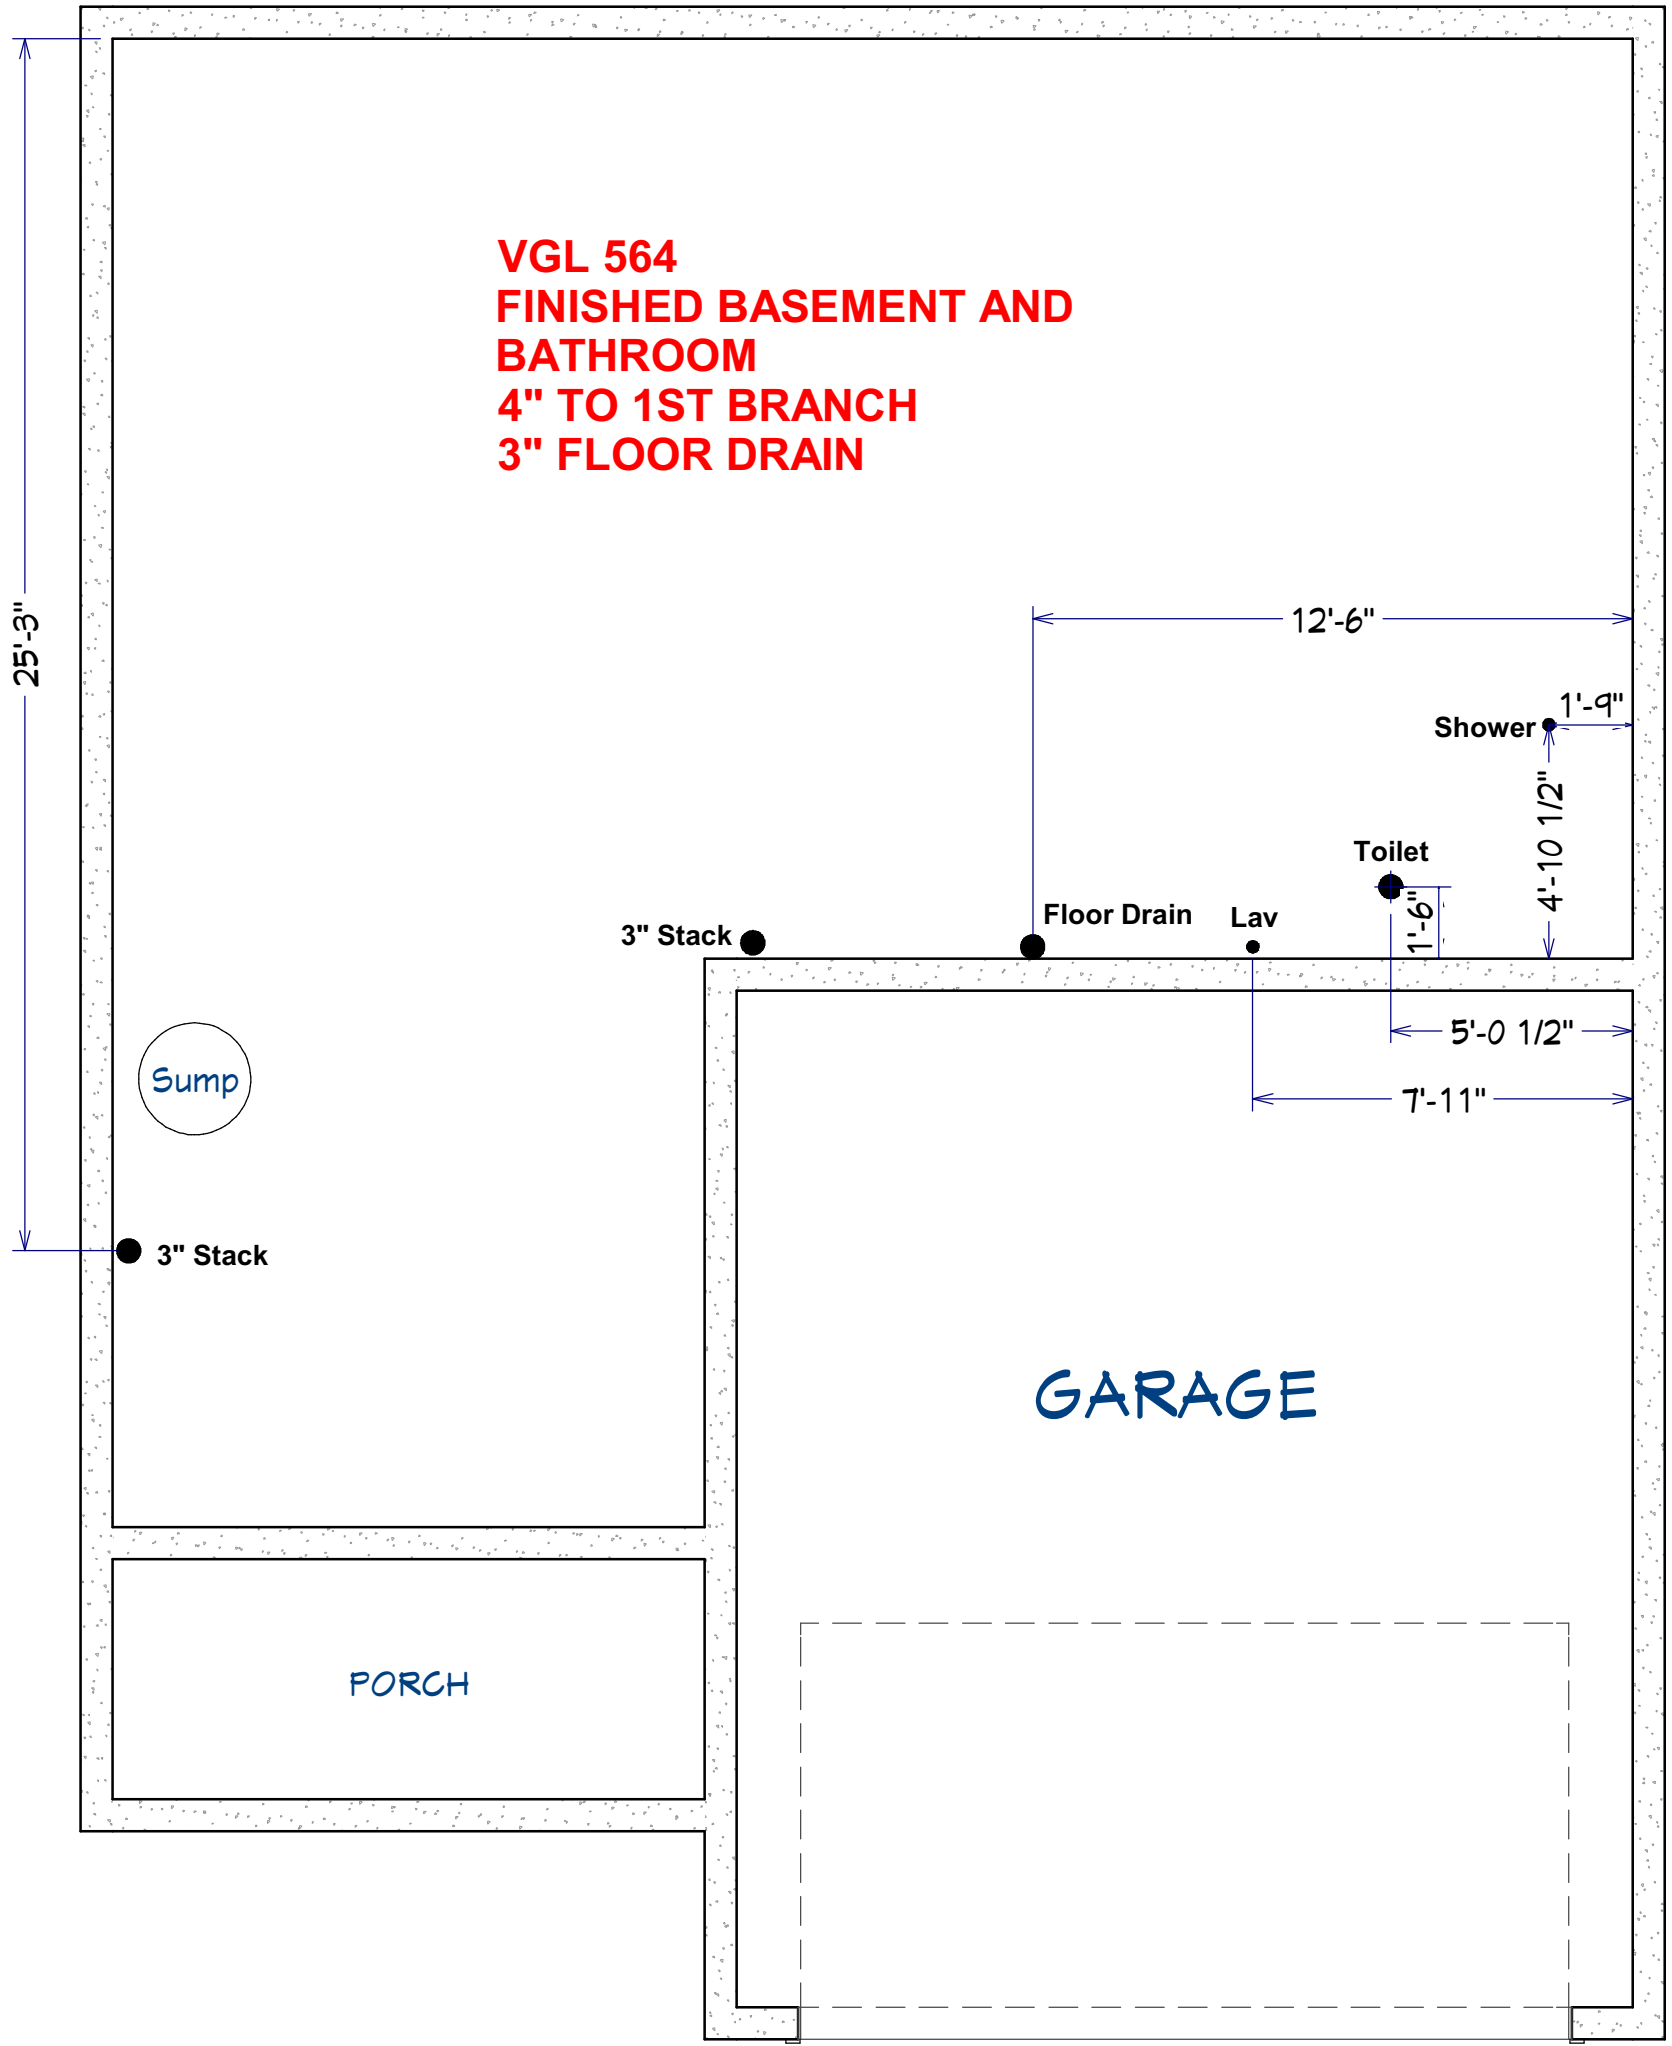 VGL 564
FINISHED BASEMENT AND
BATHROOM
4" TO 1ST BRANCH
3" FLOOR DRAIN
25'-3"
12'-6"
1'-9"
Shower
4'-10 1/2"
Toilet
1'-6"
Floor Drain
Lav
3" Stack
5'-0 1/2"
Sump
7'-11"
3" Stack
GARAGE
PORCH